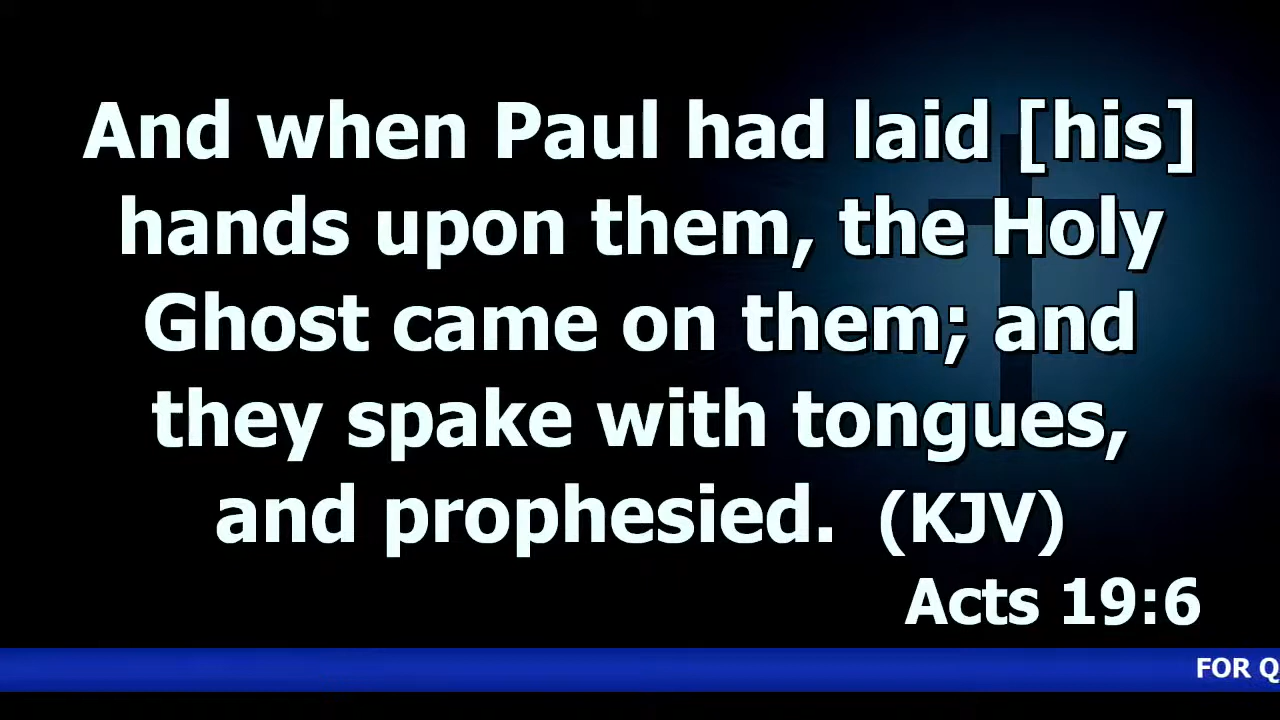 And when Paul had laid [his]
hands upon them, the Holy
Ghost came on them; and
they spake with tongues,
and prophesied.  (KJV)
Acts 19:6
FOR Q